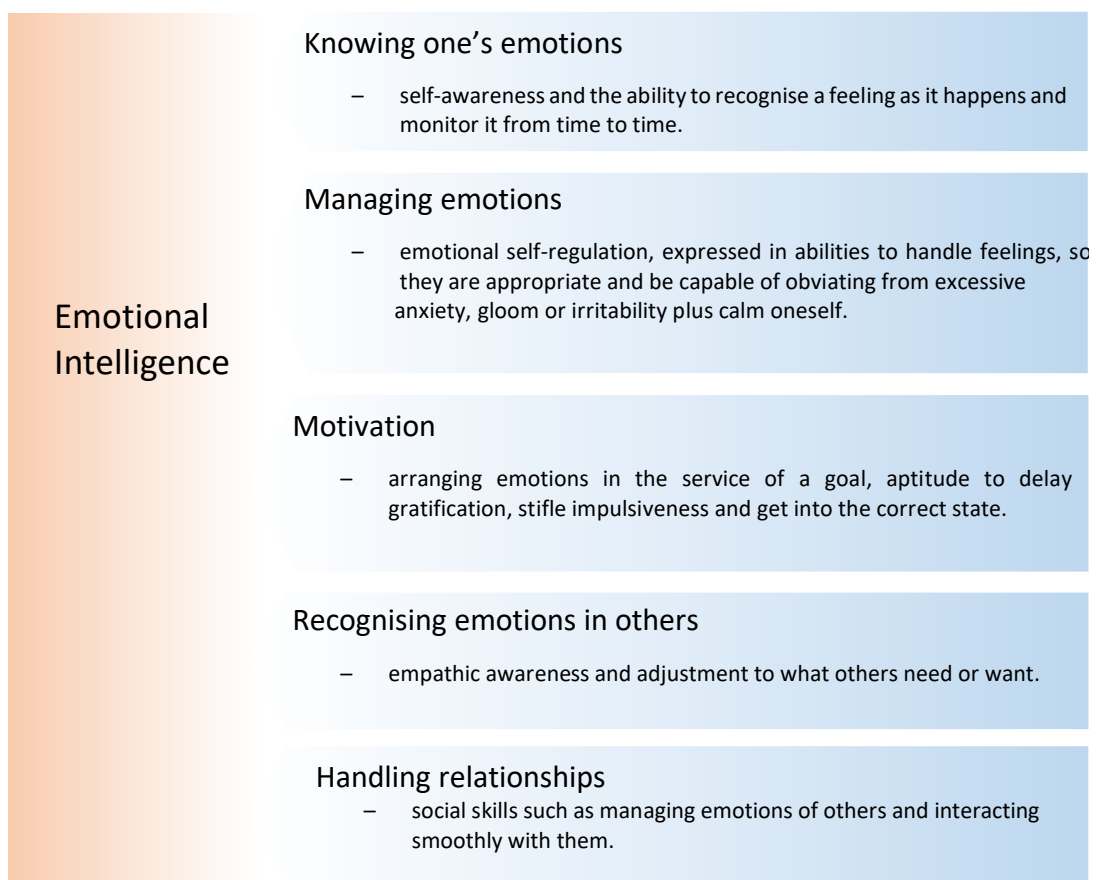 Emotional
Intelligence
Knowing one’s emotions
– self-awareness and the ability to recognise a feeling as it happens and
monitor it from time to time.
Managing emotions
– emotional self-regulation, expressed in abilities to handle feelings, so
they are appropriate and be capable of obviating from excessive
anxiety, gloom or irritability plus calm oneself.
Motivation
– arranging emotions in the service of a goal, aptitude to delay
gratification, stifle impulsiveness and get into the correct state.
Recognising emotions in others
– empathic awareness and adjustment to what others need or want.
Handling relationships
– social skills such as managing emotions of others and interacting
smoothly with them.